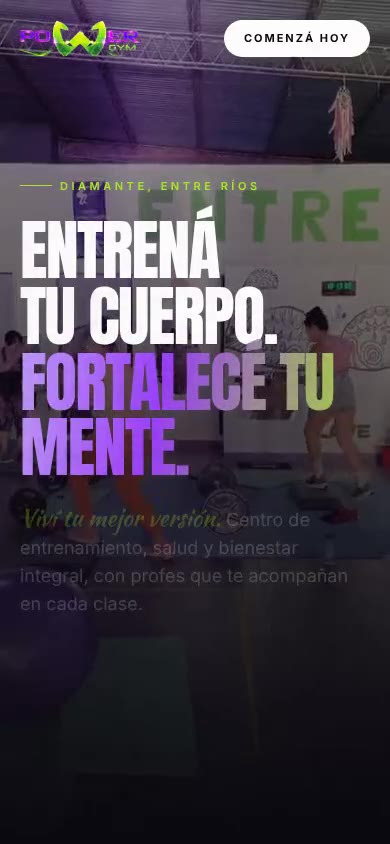 POWER
GYM
COMENZÁ HOY
DIAMANTE, ENTRE RÍOS
ENTRE
ENTRENÁ
TU CUERPO.
FORTALECÉ TU
MENTE.
Viví tu mejor versión. Centro de
entrenamiento, salud y bienestar
integral, con profes que te acompañan
en cada clase.